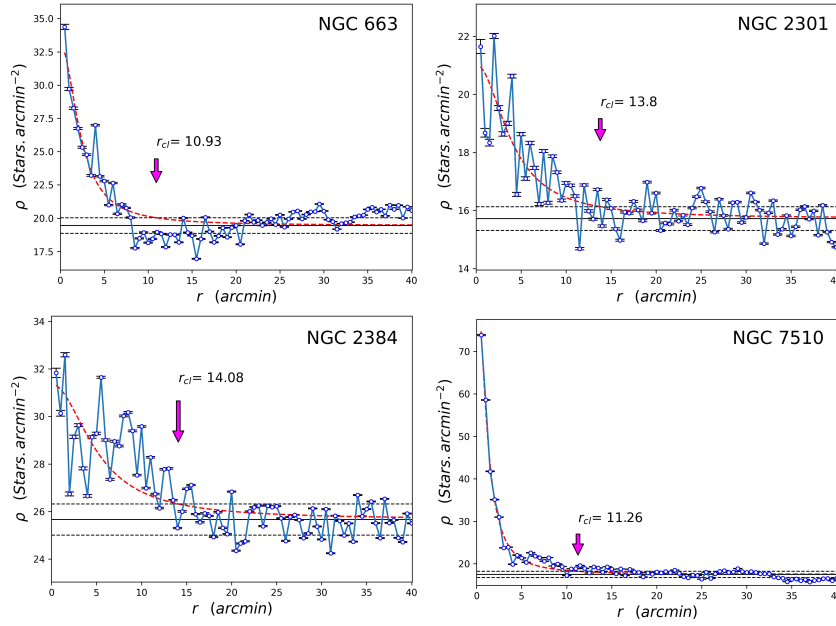 NGC 663
r_cl= 10.93
ρ (Stars. arcmin⁻²)
35.0
32.5
30.0
27.5
25.0
22.5
20.0
17.5
0 5 10 15 20 25 30 35 40
r (arcmin)
NGC 2301
r_cl= 13.8
ρ (Stars. arcmin⁻²)
22
20
18
16
14
0 5 10 15 20 25 30 35 40
r (arcmin)
NGC 2384
r_cl= 14.08
ρ (Stars. arcmin⁻²)
34
32
30
28
26
24
0 5 10 15 20 25 30 35 40
r (arcmin)
NGC 7510
r_cl= 11.26
ρ (Stars. arcmin⁻²)
70
60
50
40
30
20
0 5 10 15 20 25 30 35 40
r (arcmin)